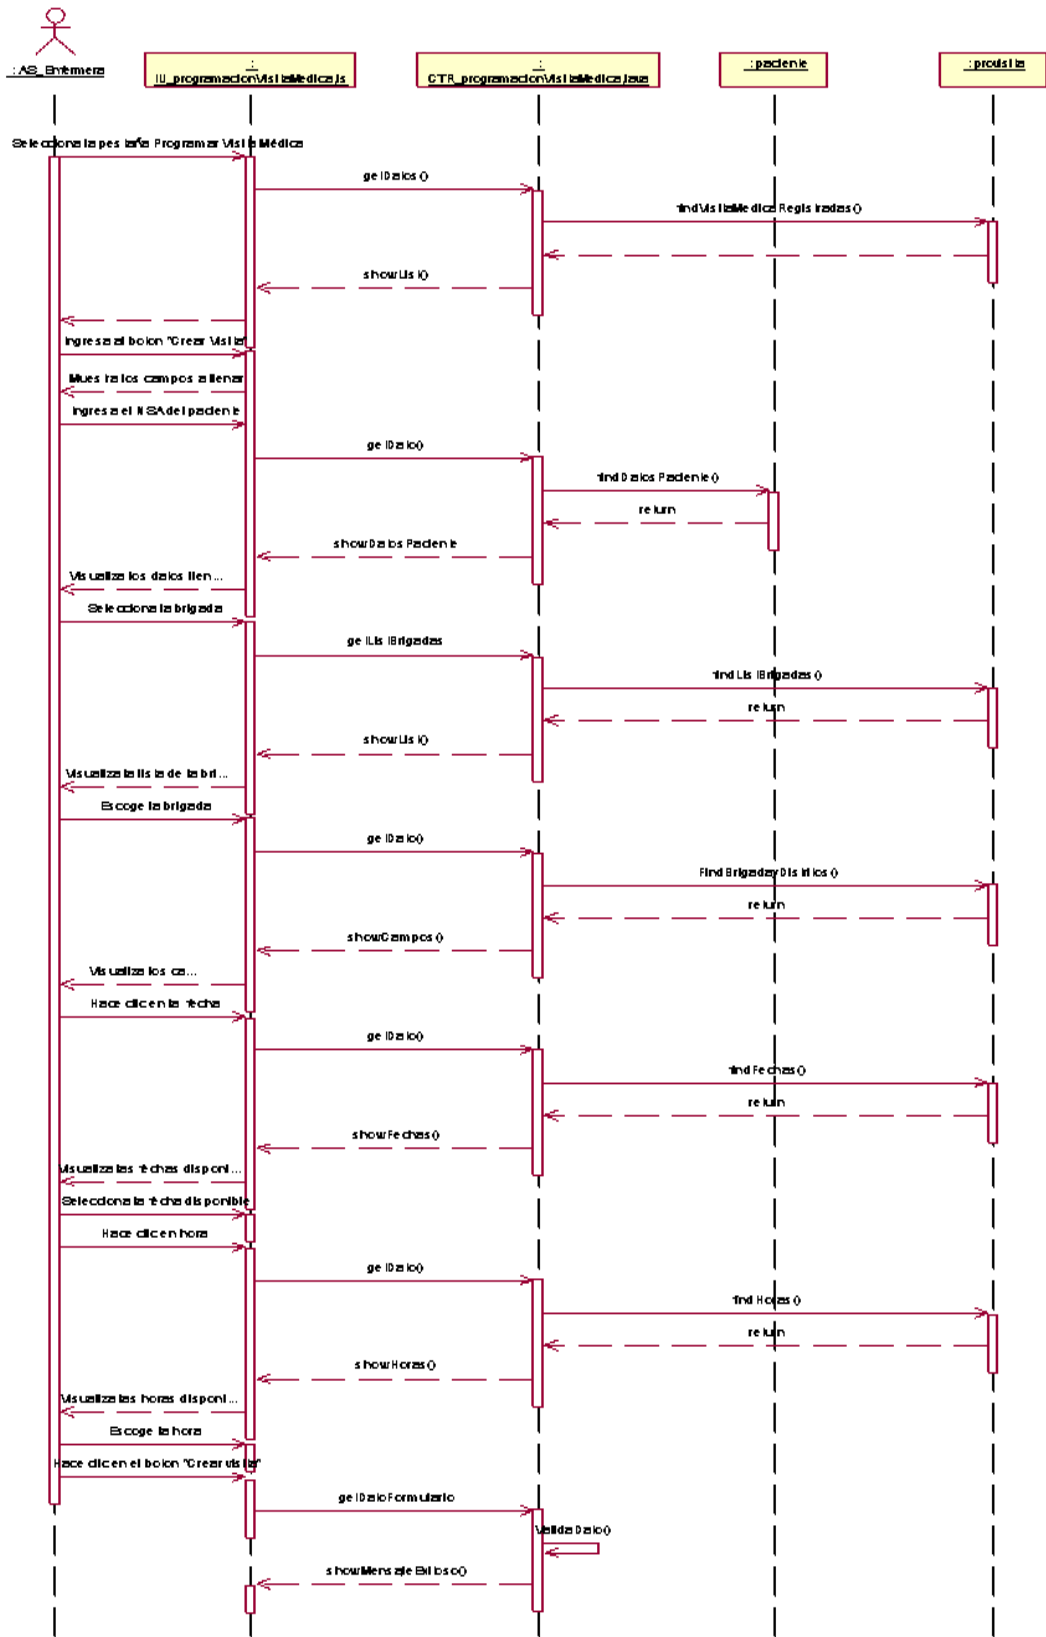 : AS_Enfermera
:
IU_programacionVisitaMedica.js
:
CTR_programacionVisitaMedica.java
: paciente
: provisita
Selecciona la pestaña Programar Visita Médica
getDatos()
findVisitaMedicaRegistradas()
showList()
Ingresa al boton "Crear Visita"
Muestra los campos a llenar
Ingresa el NSA del paciente
getDato()
findDatosPaciente()
return
showDatosPaciente
Visualiza los datos llen...
Selecciona la brigada
getListBrigadas
findListBrigadas()
return
showList()
Visualiza la lista de la bri...
Escoge la brigada
getDato()
FindBrigadayDistritos()
return
showCampos()
Visualiza los ca...
Hace clic en la fecha
getDato()
findFechas()
return
showFechas()
Visualiza las fechas disponi...
Selecciona la fecha disponible
Hace clic en hora
getDato()
find Horas()
return
showHoras()
Visualiza las horas disponi...
Escoge la hora
Hace clic en el boton "Crear visita"
getDatoFormulario
ValidaDato()
showMensajeExitoso()